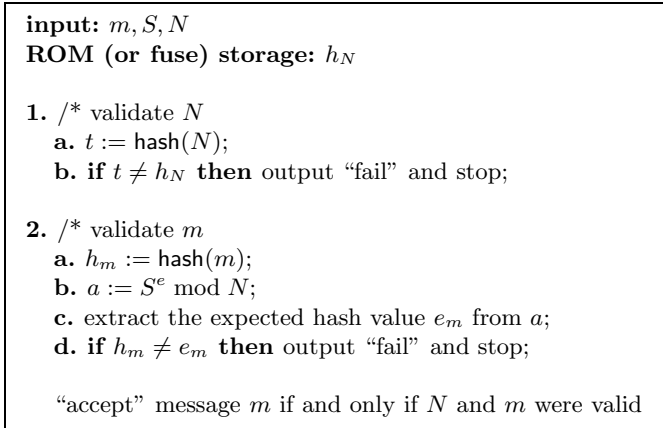 input: m, S, N
ROM (or fuse) storage: h_N
1. /* validate N
a. t := hash(N);
b. if t ≠ h_N then output “fail” and stop;
2. /* validate m
a. h_m := hash(m);
b. a := S^e mod N;
c. extract the expected hash value e_m from a;
d. if h_m ≠ e_m then output “fail” and stop;
“accept” message m if and only if N and m were valid